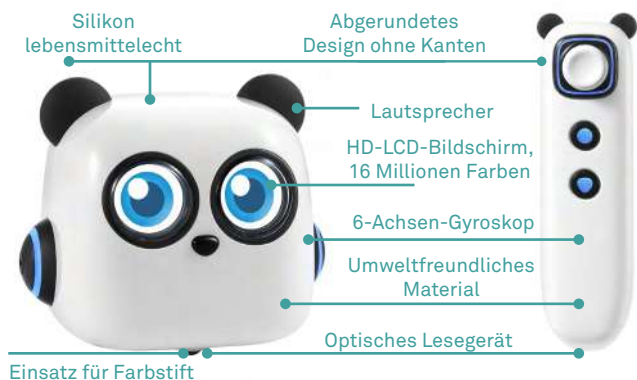 Silikon
lebensmittelecht
Abgerundetes
Design ohne Kanten
Lautsprecher
HD-LCD-Bildschirm,
16 Millionen Farben
6-Achsen-Gyroskop
Umweltfreundliches
Material
Optisches Lesegerät
Einsatz für Farbstift